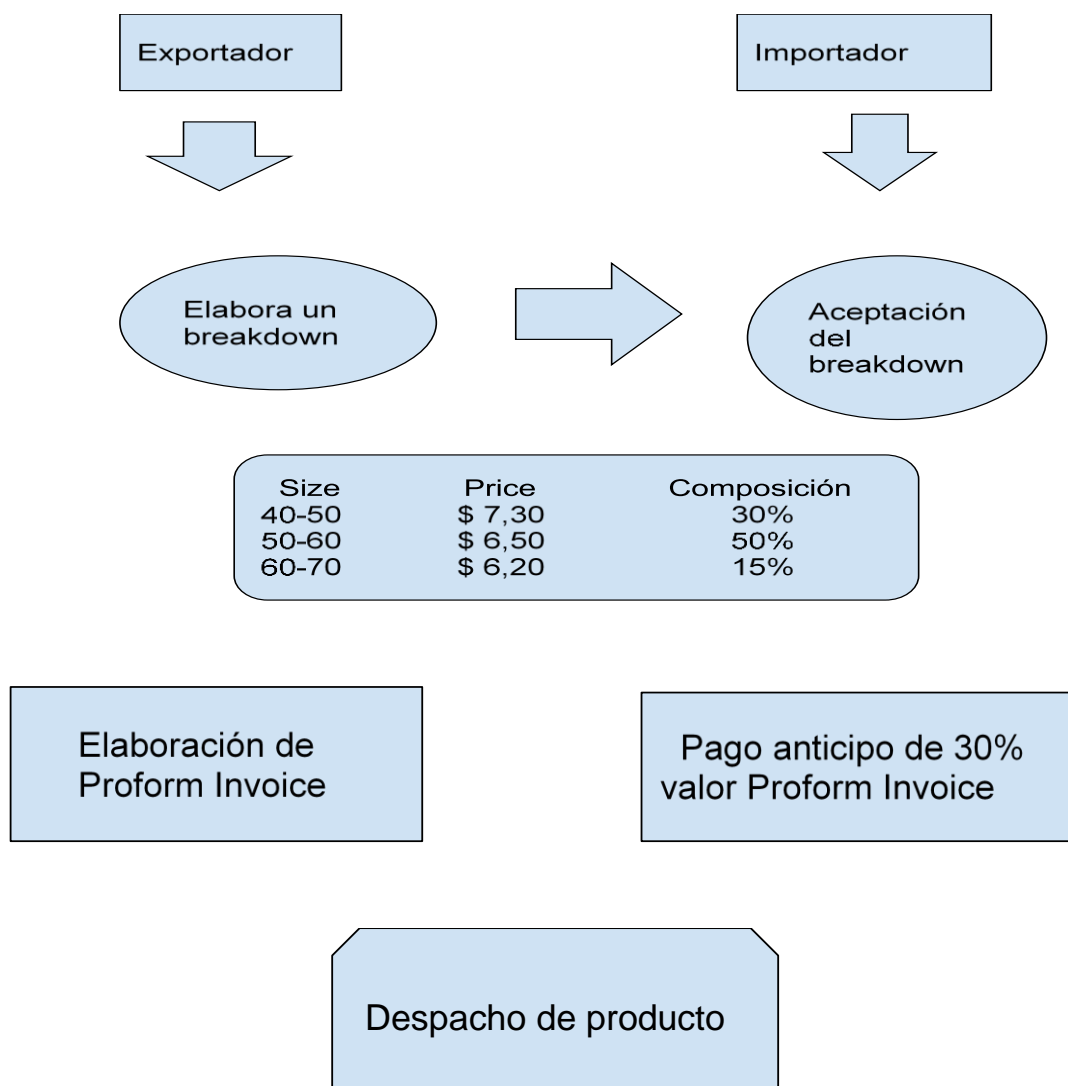 Exportador
Importador
Elabora un
breakdown
Aceptación
del
breakdown
Size Price Composición
40-50 $ 7,30 30%
50-60 $ 6,50 50%
60-70 $ 6,20 15%
Elaboración de
Proform Invoice
Pago anticipo de 30%
valor Proform Invoice
Despacho de producto